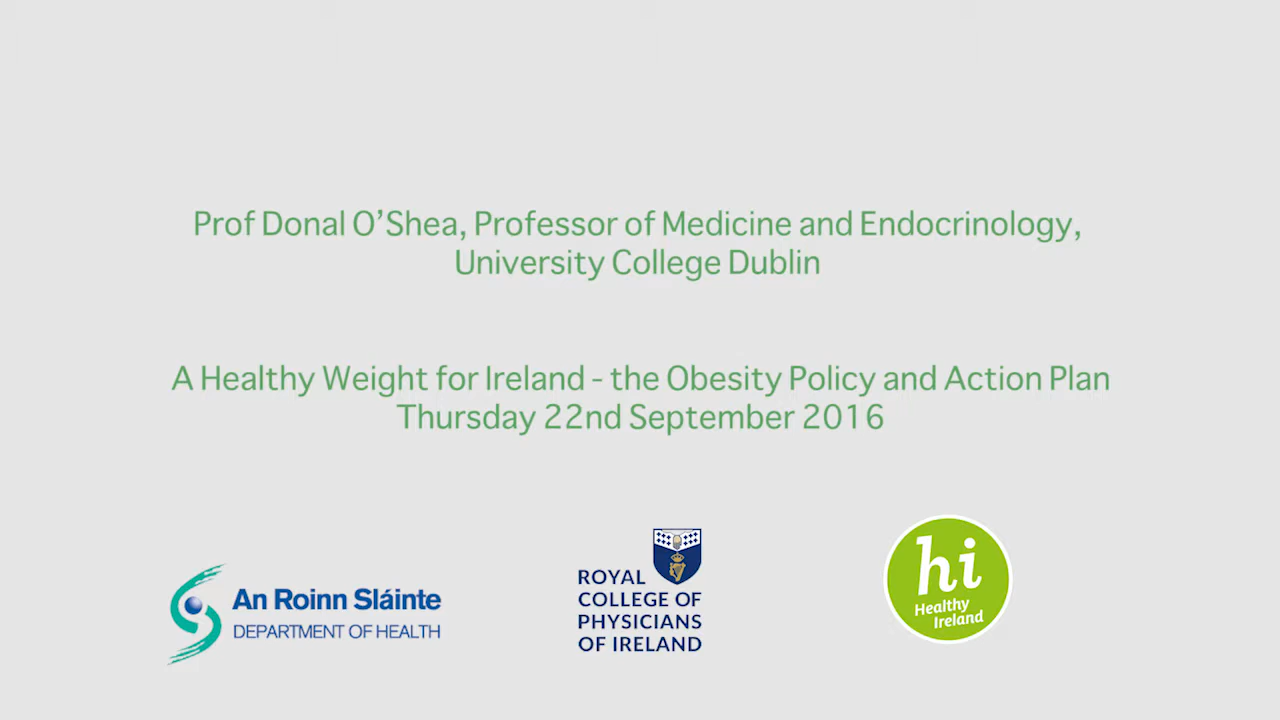 Prof Donal O’Shea, Professor of Medicine and Endocrinology,
University College Dublin
A Healthy Weight for Ireland - the Obesity Policy and Action Plan
Thursday 22nd September 2016
An Roinn Sláinte
DEPARTMENT OF HEALTH
ROYAL
COLLEGE OF
PHYSICIANS
OF IRELAND
hi
Healthy
Ireland